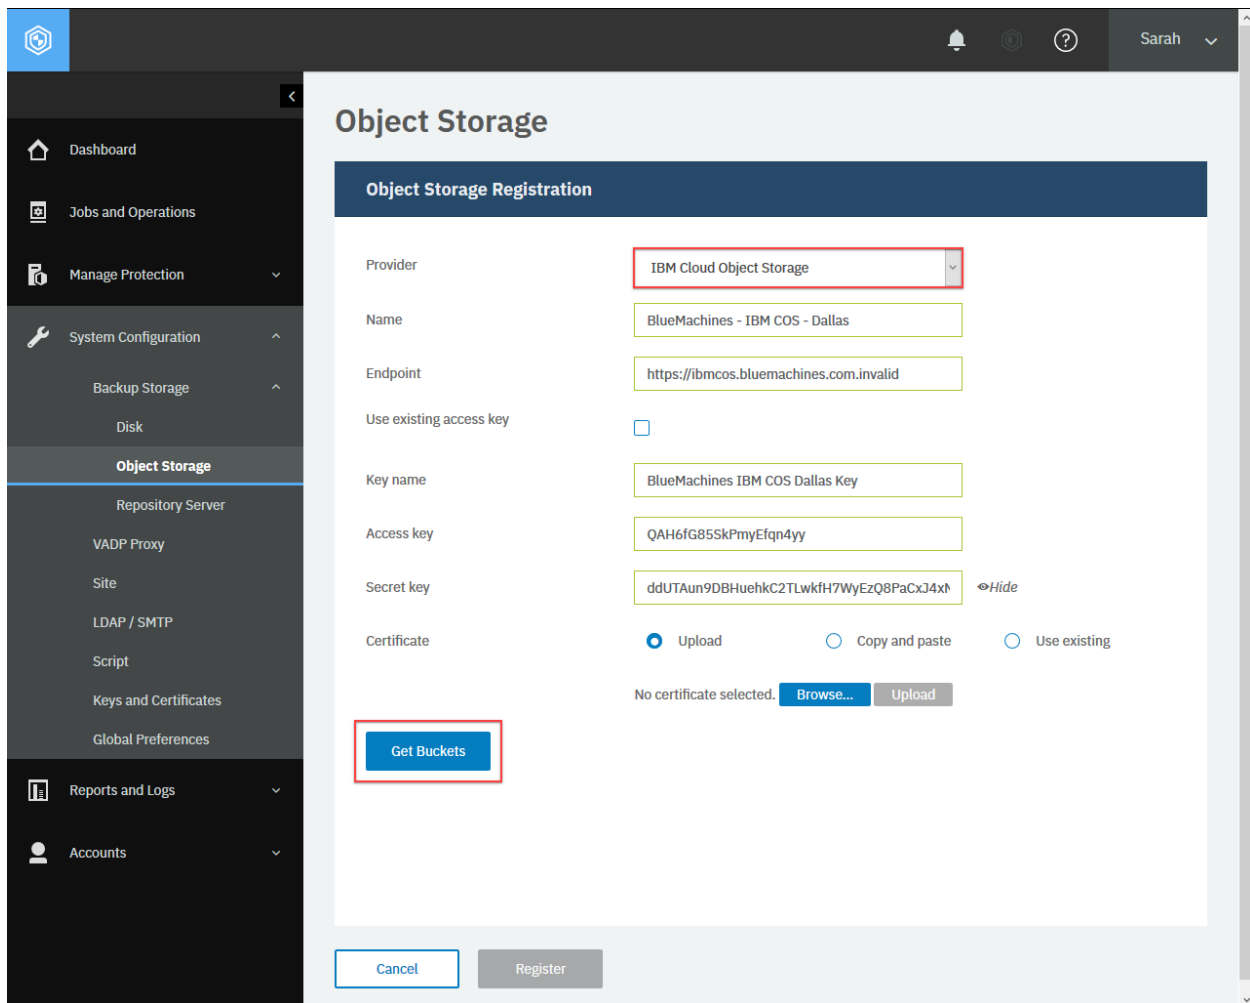 Sarah
Dashboard
Jobs and Operations
Manage Protection
System Configuration
Backup Storage
Disk
Object Storage
Repository Server
VADP Proxy
Site
LDAP / SMTP
Script
Keys and Certificates
Global Preferences
Reports and Logs
Accounts
Object Storage
Object Storage Registration
Provider IBM Cloud Object Storage
Name BlueMachines - IBM COS - Dallas
Endpoint https://ibmcos.bluemachines.com.invalid
Use existing access key
Key name BlueMachines IBM COS Dallas Key
Access key QAH6fG85SkPmyEfqn4yy
Secret key ddUTAun9DBHuehkC2TLwkfH7WyEzQ8PaCxJ4xN Hide
Certificate Upload Copy and paste Use existing
No certificate selected. Browse... Upload
Get Buckets
Cancel Register